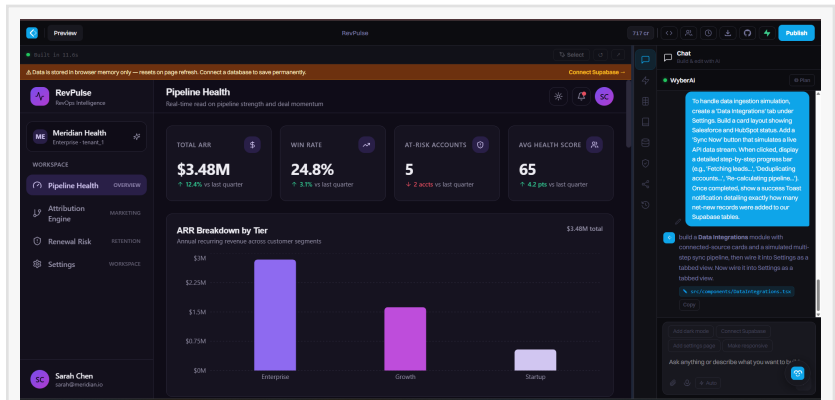 Preview
RevPulse
717 cr
Publish
Built in 11.6s
Select
⚠ Data is stored in browser memory only — resets on page refresh. Connect a database to save permanently.
Connect Supabase →
RevPulse
RevOps Intelligence
ME
Meridian Health
Enterprise · tenant_1
WORKSPACE
Pipeline Health
OVERVIEW
Attribution
Engine
MARKETING
Renewal Risk
RETENTION
Settings
WORKSPACE
SC
Sarah Chen
sarah@meridian.io
Pipeline Health
Real-time read on pipeline strength and deal momentum
SC
TOTAL ARR
$
$3.48M
↑ 12.4% vs last quarter
WIN RATE
24.8%
↑ 3.1% vs last quarter
AT-RISK ACCOUNTS
5
↓ 2 accts vs last quarter
AVG HEALTH SCORE
65
↑ 4.2 pts vs last quarter
ARR Breakdown by Tier
Annual recurring revenue across customer segments
$3.48M total
$3M
$2.25M
$1.5M
$0.75M
$0M
Enterprise
Growth
Startup
Chat
Build & edit with AI
WyberAi
Plan
To handle data ingestion simulation,
create a 'Data Integrations' tab under
Settings. Build a card layout showing
Salesforce and HubSpot status. Add a
'Sync Now' button that simulates a live
API data stream. When clicked, display
a detailed step-by-step progress bar
(e.g., 'Fetching leads...', 'Deduplicating
accounts...', 'Re-calculating pipeline...').
Once completed, show a success Toast
notification detailing exactly how many
net-new records were added to our
Supabase tables.
build a Data Integrations module with
connected-source cards and a simulated multi-
step sync pipeline, then wire it into Settings as a
tabbed view. Now wire it into Settings as a
tabbed view.
src/components/DataIntegrations.tsx
Copy
Add dark mode
Connect Supabase
Add settings page
Make responsive
Ask anything or describe what you want to
Auto